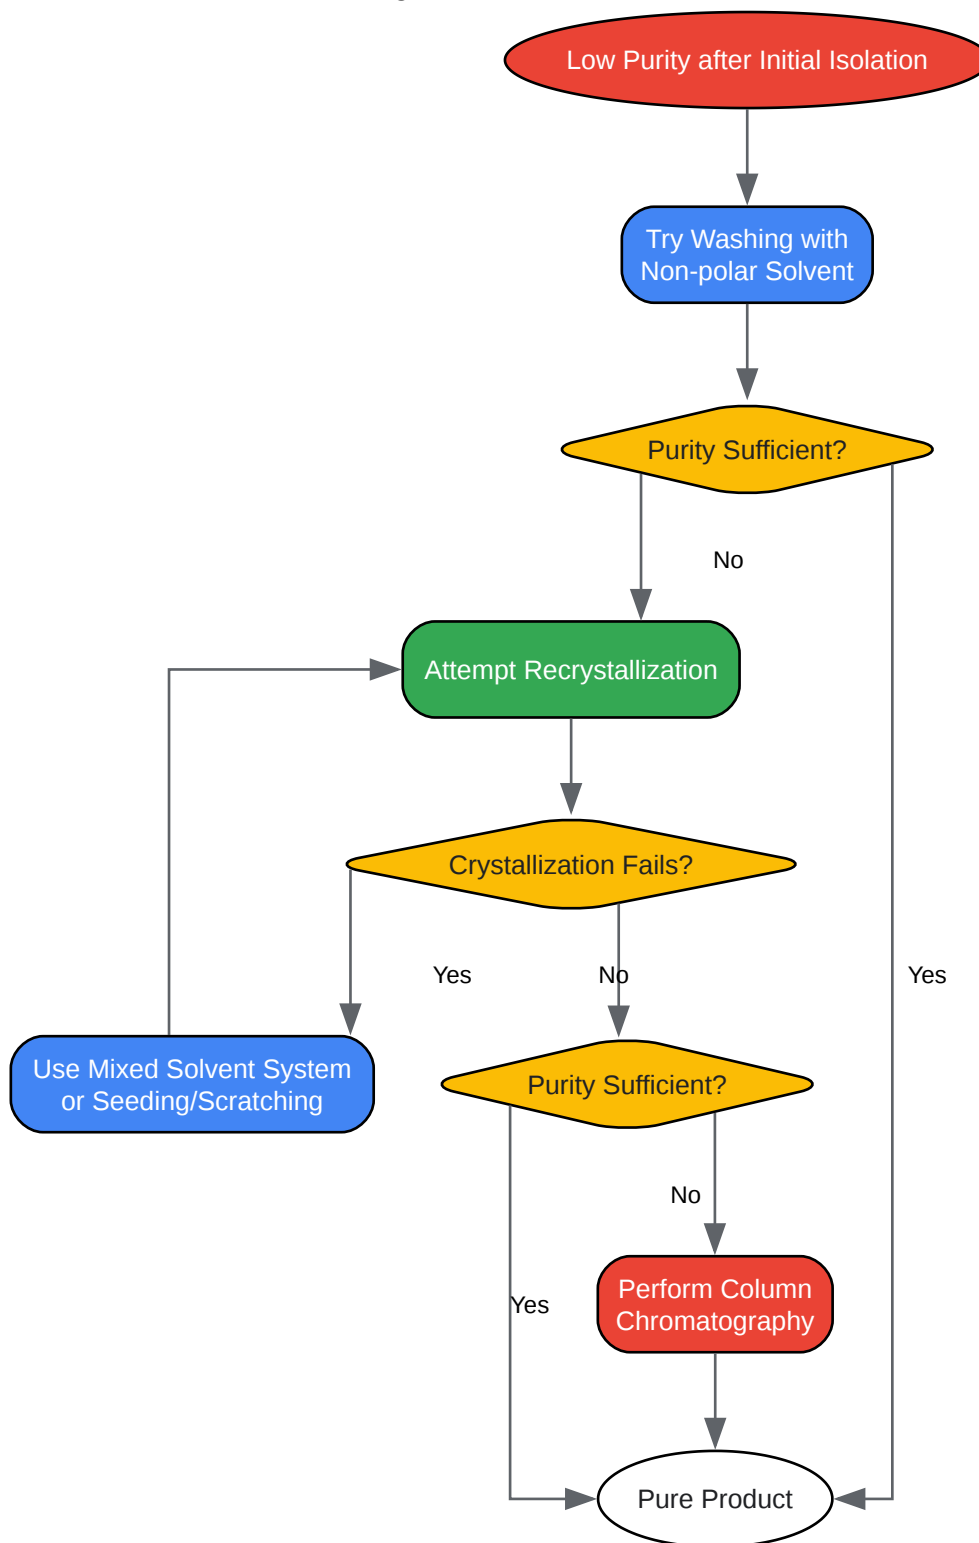 Low Purity after Initial Isolation
Try Washing with
Non-polar Solvent
Purity Sufficient?
No
Attempt Recrystallization
Crystallization Fails?
Yes
No
Yes
Use Mixed Solvent System
or Seeding/Scratching
Purity Sufficient?
No
Yes
Perform Column
Chromatography
Pure Product